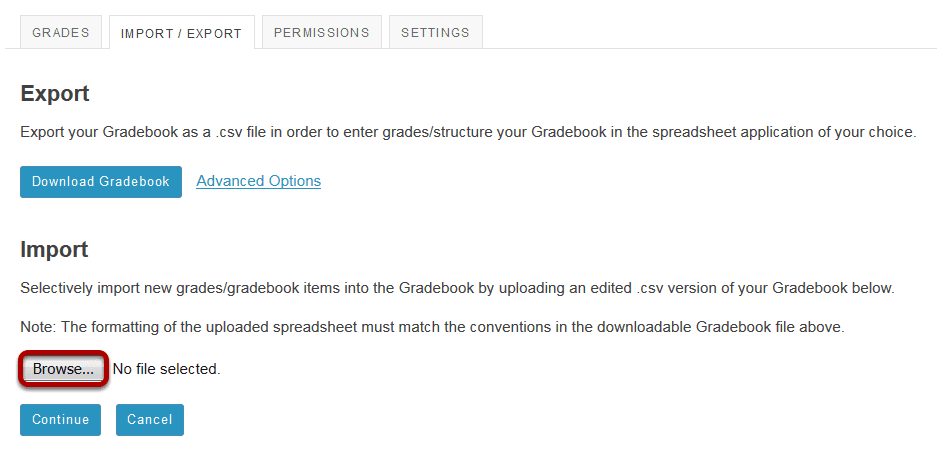 GRADES IMPORT / EXPORT PERMISSIONS SETTINGS
Export
Export your Gradebook as a .csv file in order to enter grades/structure your Gradebook in the spreadsheet application of your choice.
Download Gradebook Advanced Options
Import
Selectively import new grades/gradebook items into the Gradebook by uploading an edited .csv version of your Gradebook below.
Note: The formatting of the uploaded spreadsheet must match the conventions in the downloadable Gradebook file above.
Browse... No file selected.
Continue Cancel